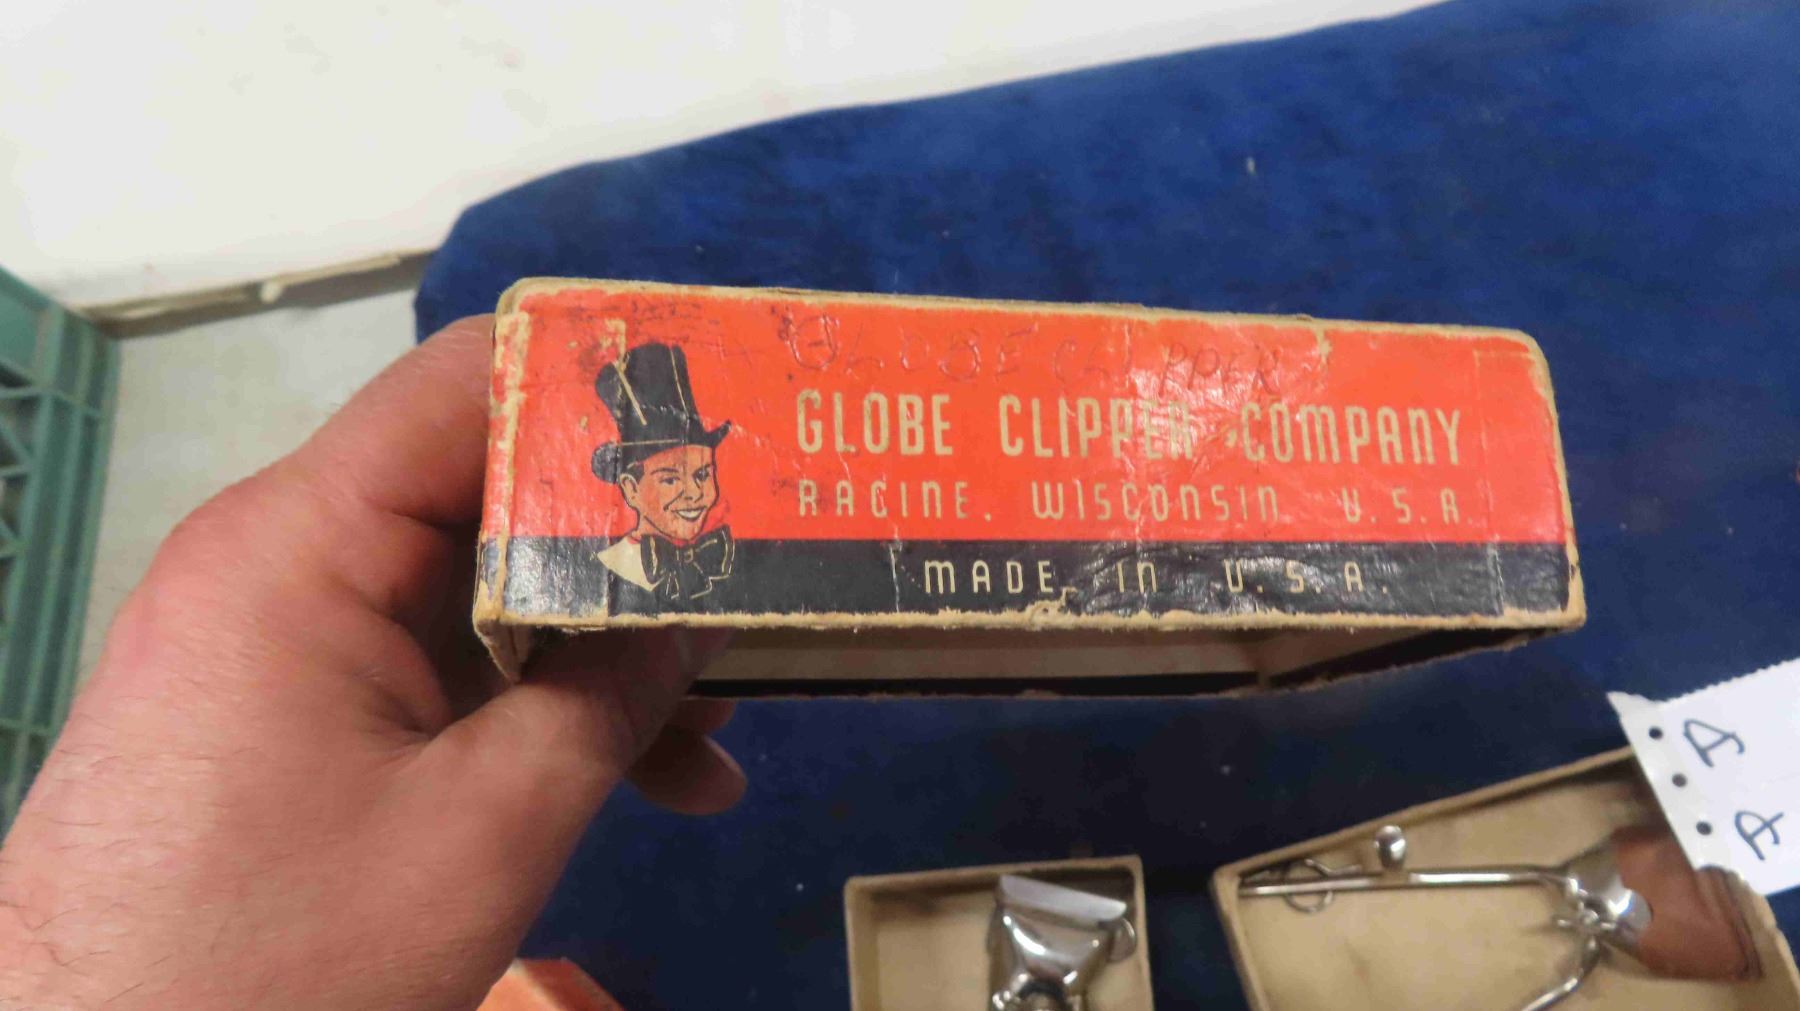 GLOBE CLIPPER
GLOBE CLIPPER COMPANY
RACINE. WISCONSIN U.S.A.
MADE IN U.S.A.
A
A